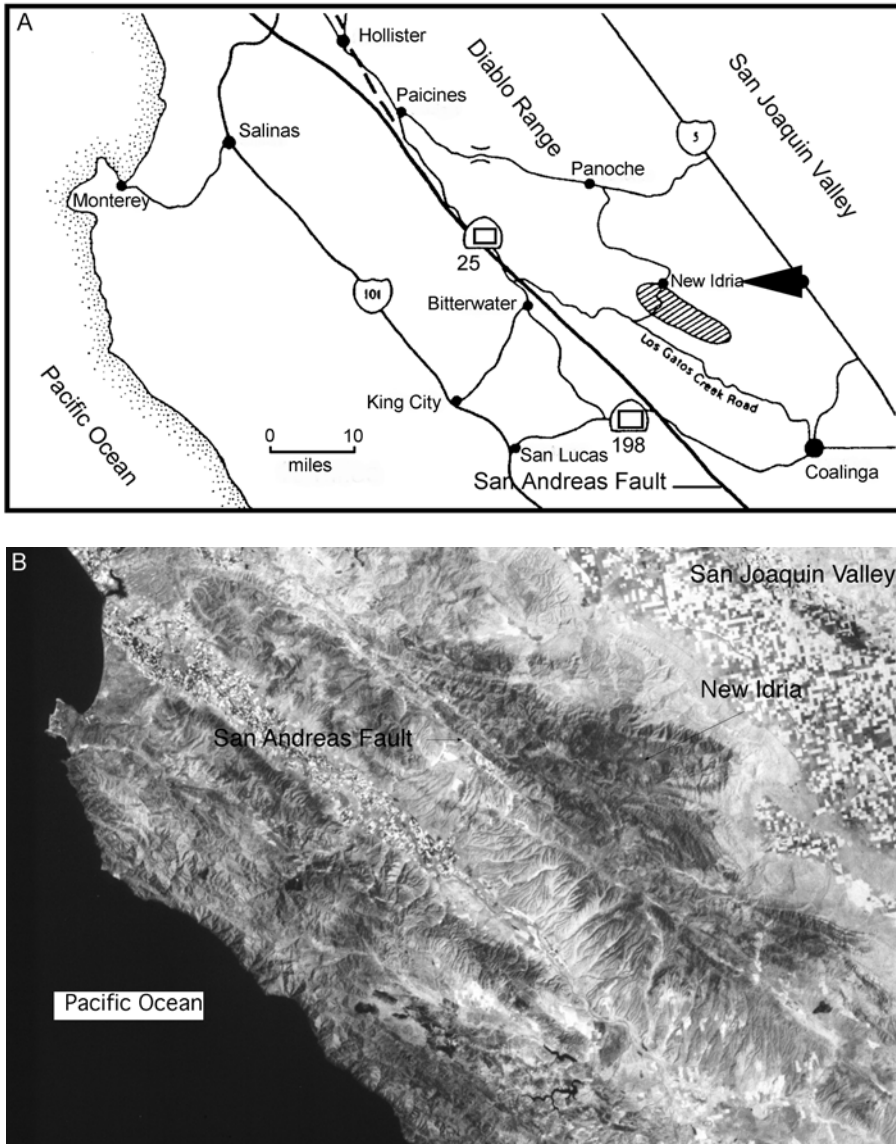 A
Hollister
Diablo Range
San Joaquin Valley
Paicines
5
Salinas
Panoche
Monterey
25
New Idria
101
Bitterwater
Los Gatos Creek Road
Pacific Ocean
King City
0 10
miles
198
San Lucas
Coalinga
San Andreas Fault
B
San Joaquin Valley
New Idria
San Andreas Fault
Pacific Ocean